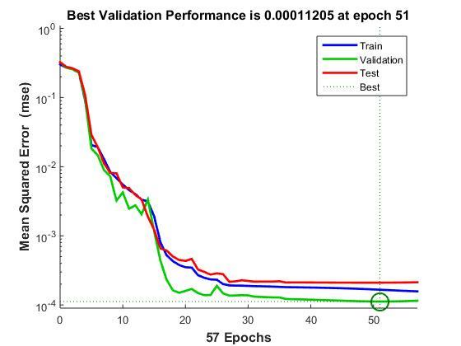 Best Validation Performance is 0.00011205 at epoch 51
Mean Squared Error (mse)
10^0
10^-1
10^-2
10^-3
10^-4
Train
Validation
Test
Best
0
10
20
30
40
50
57 Epochs